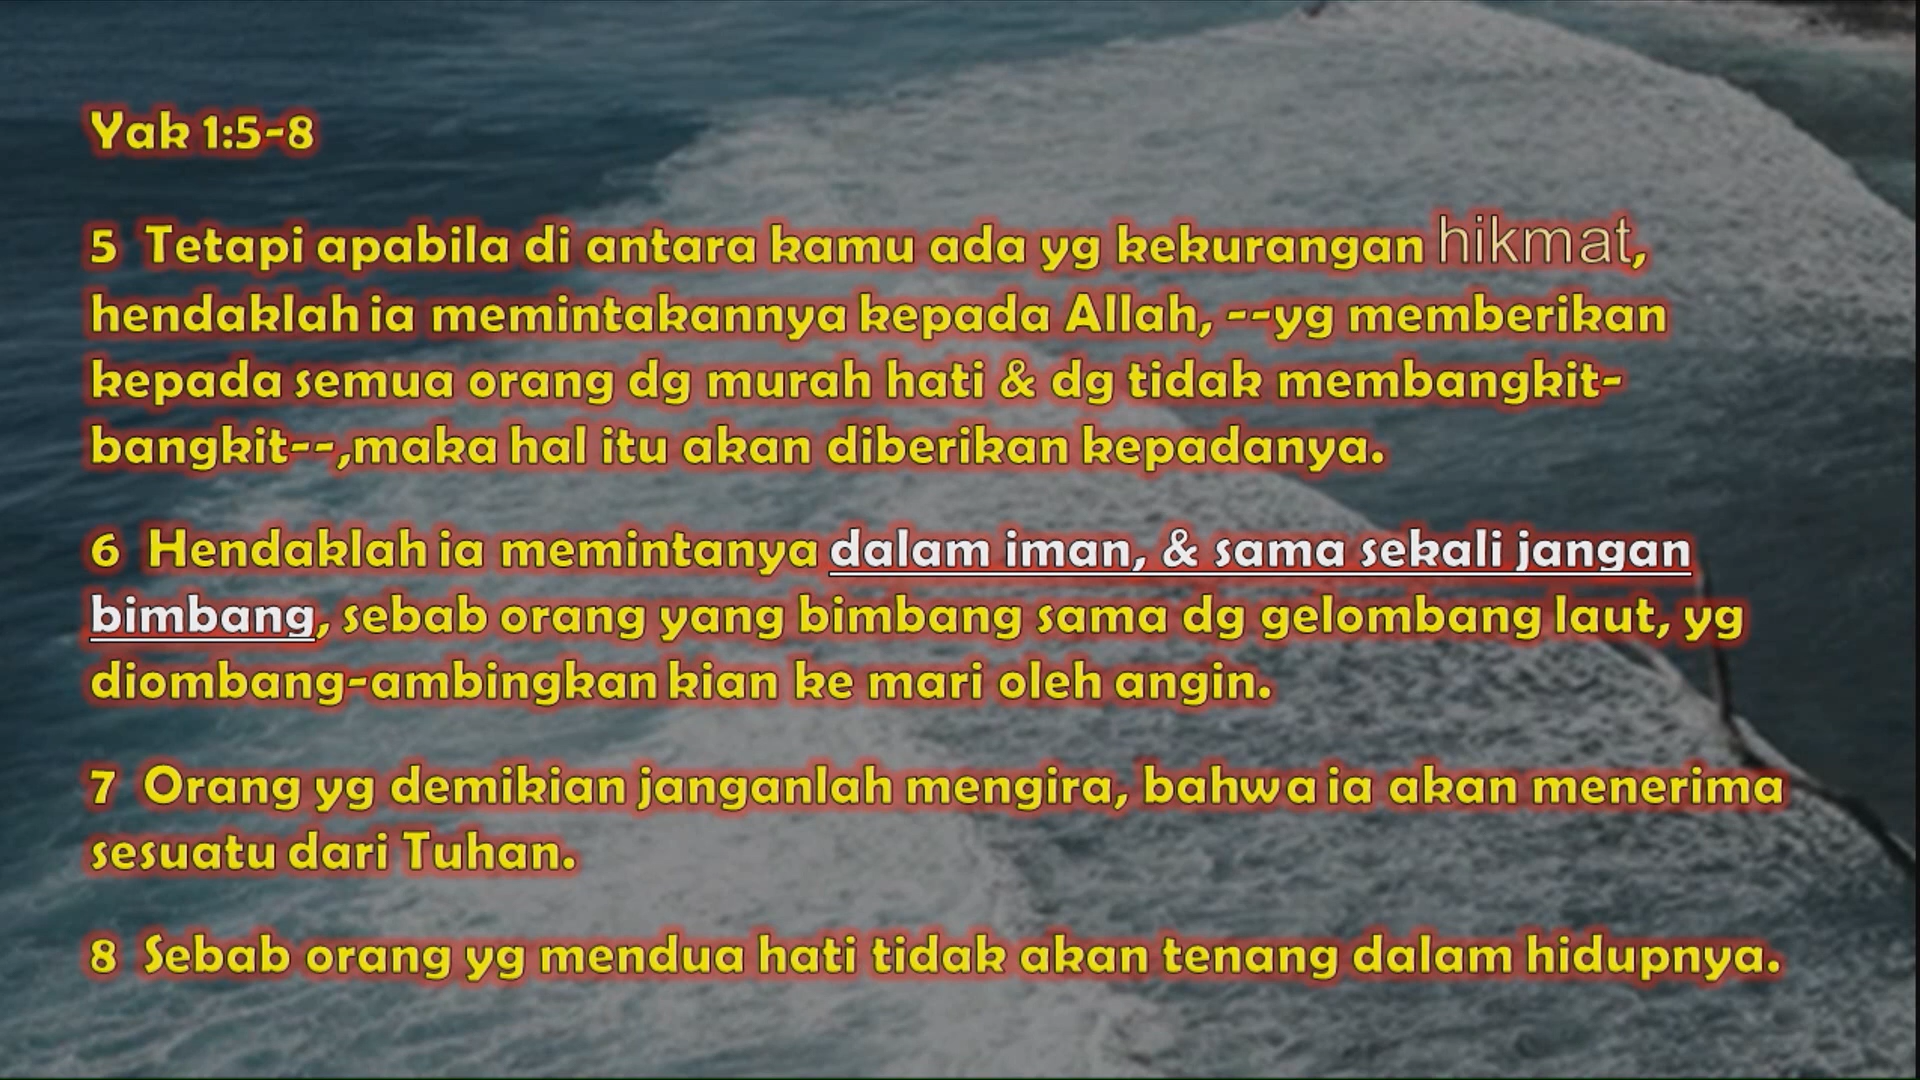 Yak 1:5-8
5 Tetapi apabila di antara kamu ada yg kekurangan hikmat,
hendaklah ia memintakannya kepada Allah, --yg memberikan
kepada semua orang dg murah hati & dg tidak membangkit-
bangkit--,maka hal itu akan diberikan kepadanya.
6 Hendaklah ia memintanya dalam iman, & sama sekali jangan
bimbang, sebab orang yang bimbang sama dg gelombang laut, yg
diombang-ambingkan kian ke mari oleh angin.
7 Orang yg demikian janganlah mengira, bahwa ia akan menerima
sesuatu dari Tuhan.
8 Sebab orang yg mendua hati tidak akan tenang dalam hidupnya.